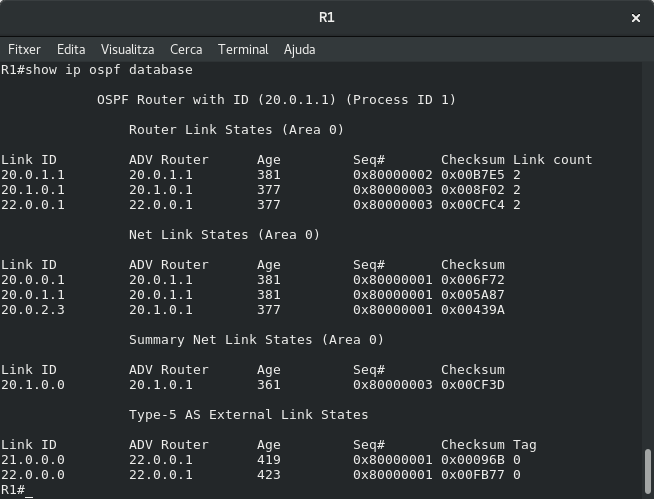 R1
Fitxer Edita Visualitza Cerca Terminal Ajuda
R1#show ip ospf database
OSPF Router with ID (20.0.1.1) (Process ID 1)
Router Link States (Area 0)
Link ID ADV Router Age Seq# Checksum Link count
20.0.1.1 20.0.1.1 381 0x80000002 0x00B7E5 2
20.1.0.1 20.1.0.1 377 0x80000003 0x008F02 2
22.0.0.1 22.0.0.1 377 0x80000003 0x00CFC4 2
Net Link States (Area 0)
Link ID ADV Router Age Seq# Checksum
20.0.0.1 20.0.1.1 381 0x80000001 0x006F72
20.0.1.1 20.0.1.1 381 0x80000001 0x005A87
20.0.2.3 20.1.0.1 377 0x80000001 0x00439A
Summary Net Link States (Area 0)
Link ID ADV Router Age Seq# Checksum
20.1.0.0 20.1.0.1 361 0x80000003 0x00CF3D
Type-5 AS External Link States
Link ID ADV Router Age Seq# Checksum Tag
21.0.0.0 22.0.0.1 419 0x80000001 0x00096B 0
22.0.0.0 22.0.0.1 423 0x80000001 0x00FB77 0
R1#_